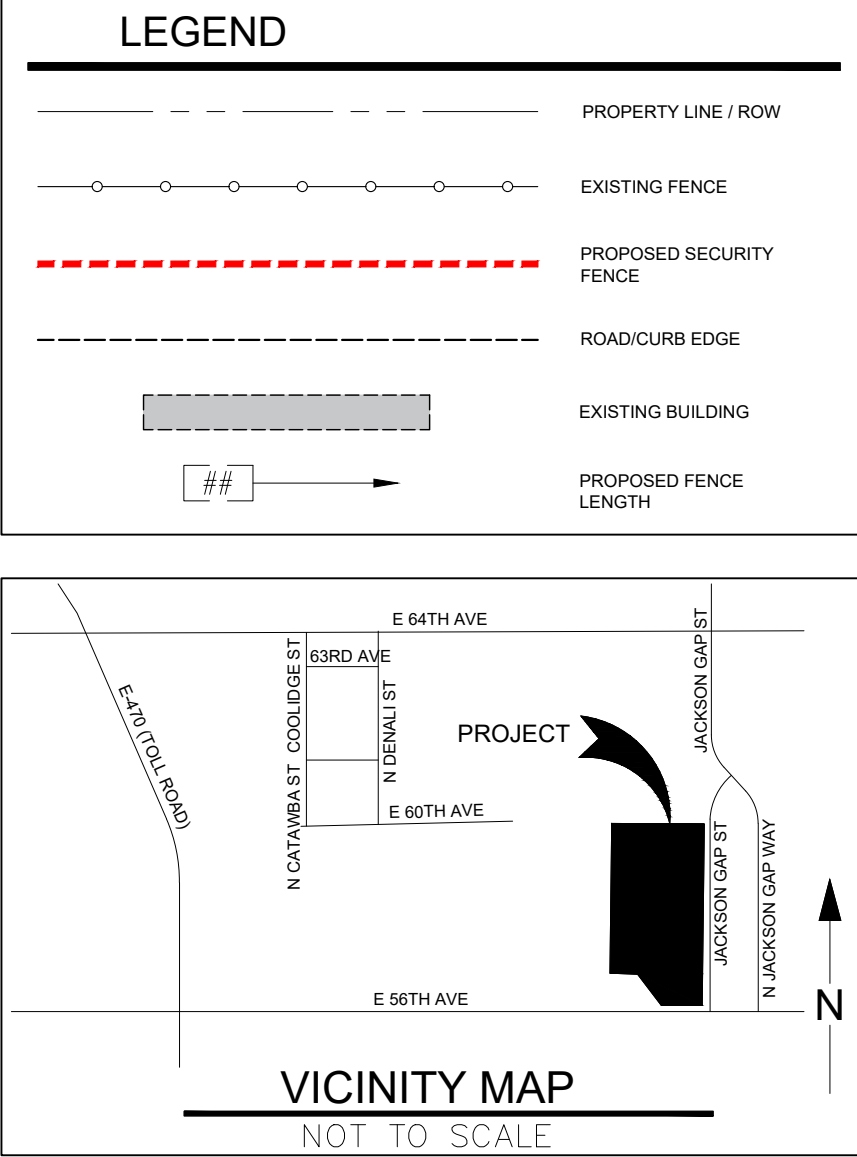 LEGEND
PROPERTY LINE / ROW
EXISTING FENCE
PROPOSED SECURITY
FENCE
ROAD/CURB EDGE
EXISTING BUILDING
##
PROPOSED FENCE
LENGTH
E 64TH AVE
63RD AVE
COOLIDGE ST
N DENALI ST
JACKSON GAP ST
E-470 (TOLL ROAD)
PROJECT
N CATAWBA ST
E 60TH AVE
JACKSON GAP ST
N JACKSON GAP WAY
E 56TH AVE
N
VICINITY MAP
NOT TO SCALE